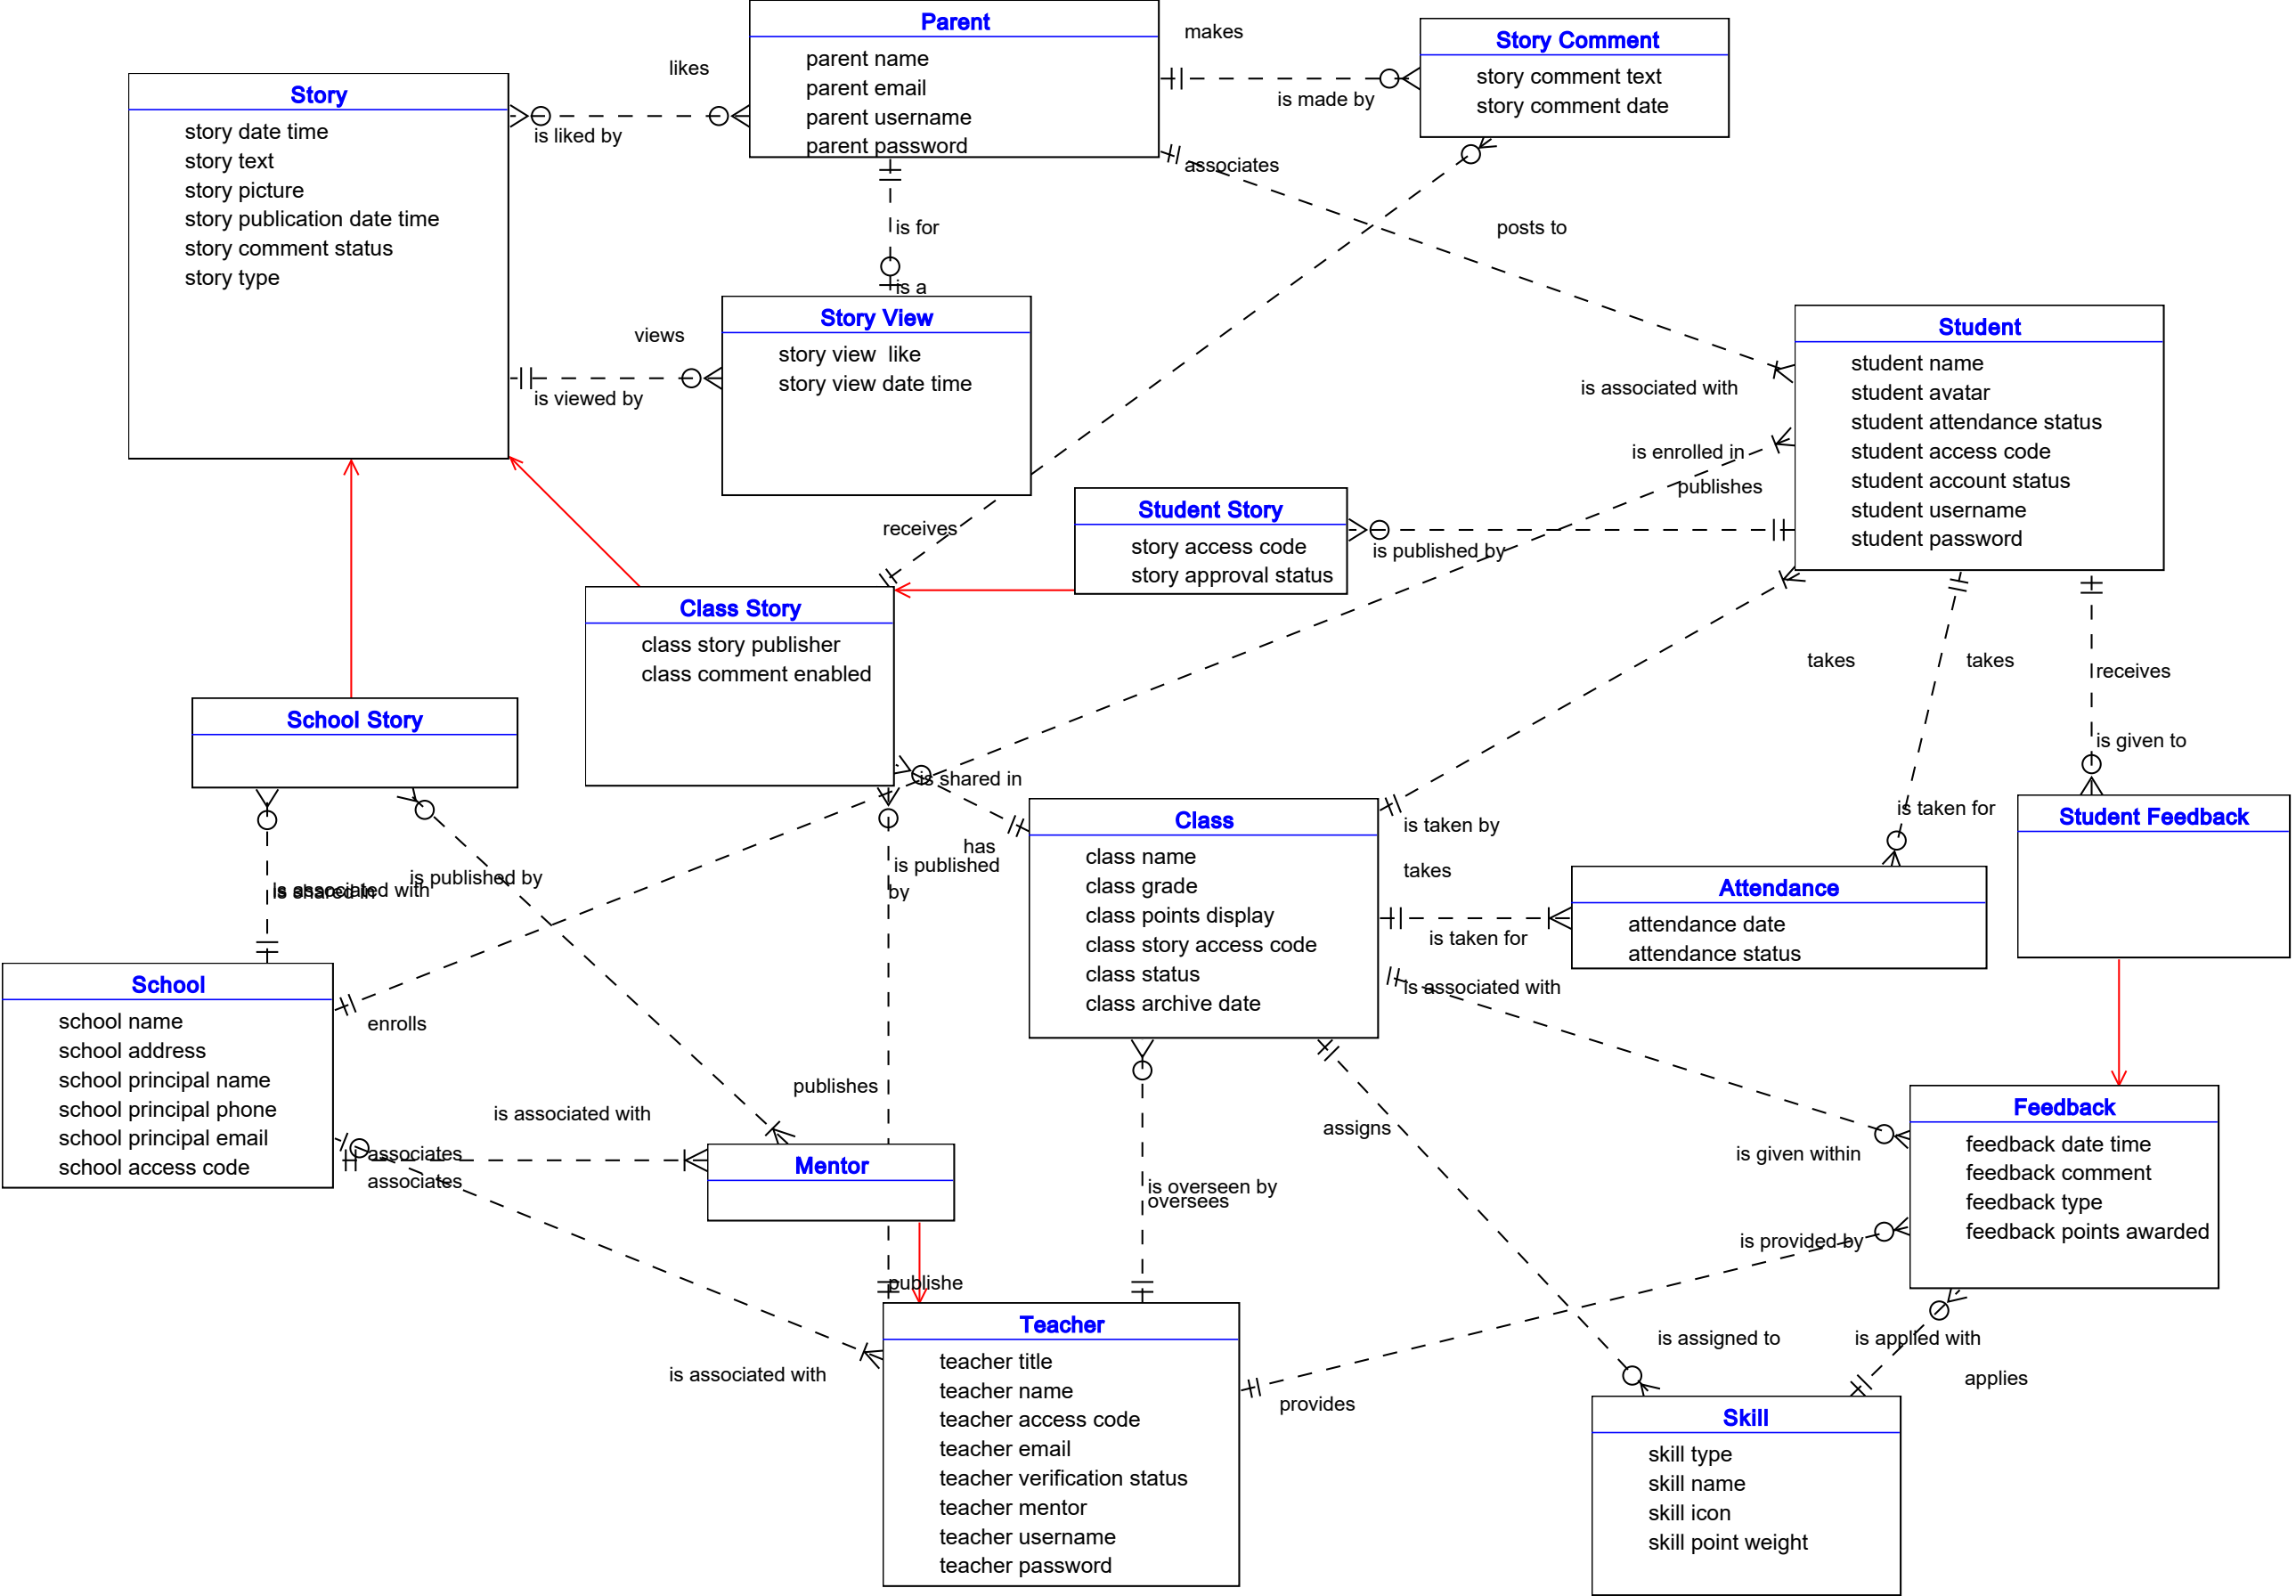 Parent
parent name
parent email
parent username
parent password
makes
is made by
Story Comment
story comment text
story comment date
likes
is liked by
Story
story date time
story text
story picture
story publication date time
story comment status
story type
associates
posts to
is for
is a
Story View
story view  like
story view date time
views
is viewed by
Student
student name
student avatar
student attendance status
student access code
student account status
student username
student password
is associated with
is enrolled in
publishes
is published by
Student Story
story access code
story approval status
receives
Class Story
class story publisher
class comment enabled
School Story
is shared in
has
is published
by
takes
takes
receives
is given to
is taken for
Student Feedback
Class
class name
class grade
class points display
class story access code
class status
class archive date
is taken by
takes
is taken for
is associated with
Attendance
attendance date
attendance status
is associated with
is shared in
is published by
School
school name
school address
school principal name
school principal phone
school principal email
school access code
enrolls
associates
associates
is associated with
publishes
Mentor
is overseen by
oversees
assigns
is given within
is provided by
Feedback
feedback date time
feedback comment
feedback type
feedback points awarded
publishe
is associated with
Teacher
teacher title
teacher name
teacher access code
teacher email
teacher verification status
teacher mentor
teacher username
teacher password
provides
is assigned to
is applied with
applies
Skill
skill type
skill name
skill icon
skill point weight